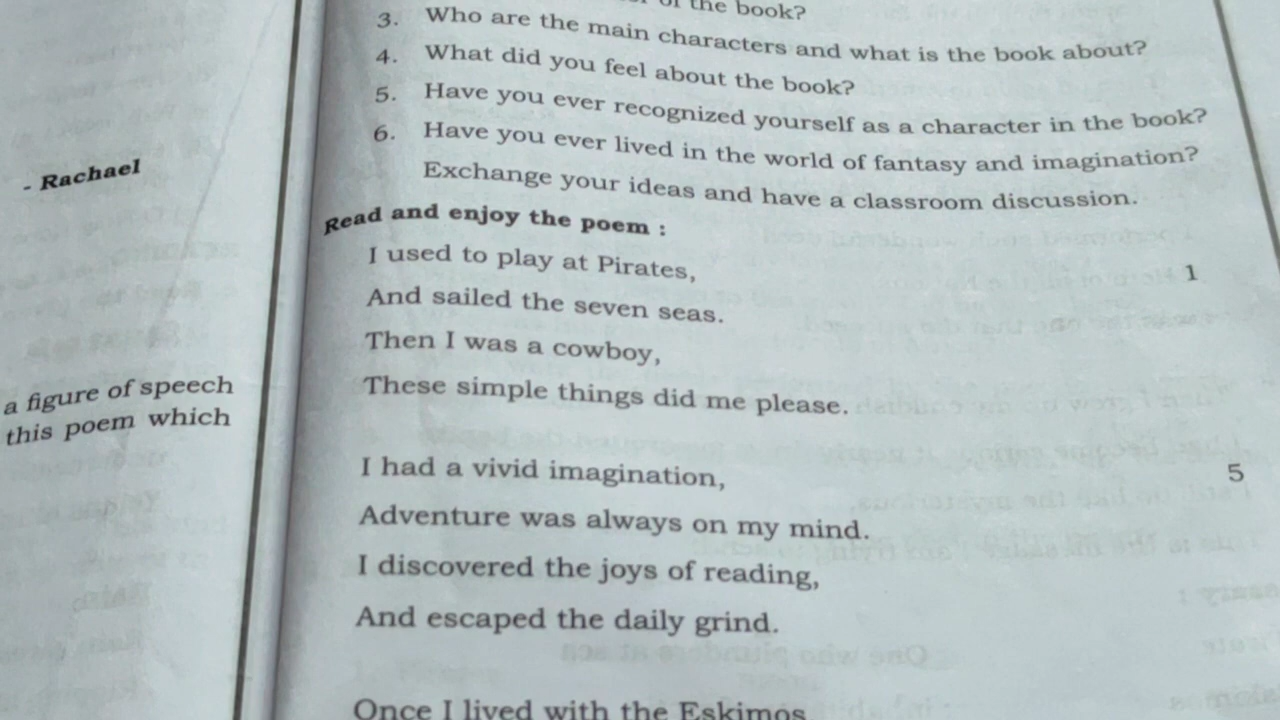 - Rachael
a figure of speech
this poem which
of the book?
3. Who are the main characters and what is the book about?
4. What did you feel about the book?
5. Have you ever recognized yourself as a character in the book?
6. Have you ever lived in the world of fantasy and imagination?
Exchange your ideas and have a classroom discussion.
Read and enjoy the poem :
I used to play at Pirates, 1
And sailed the seven seas.
Then I was a cowboy,
These simple things did me please.
I had a vivid imagination, 5
Adventure was always on my mind.
I discovered the joys of reading,
And escaped the daily grind.
Once I lived with the Eskimos